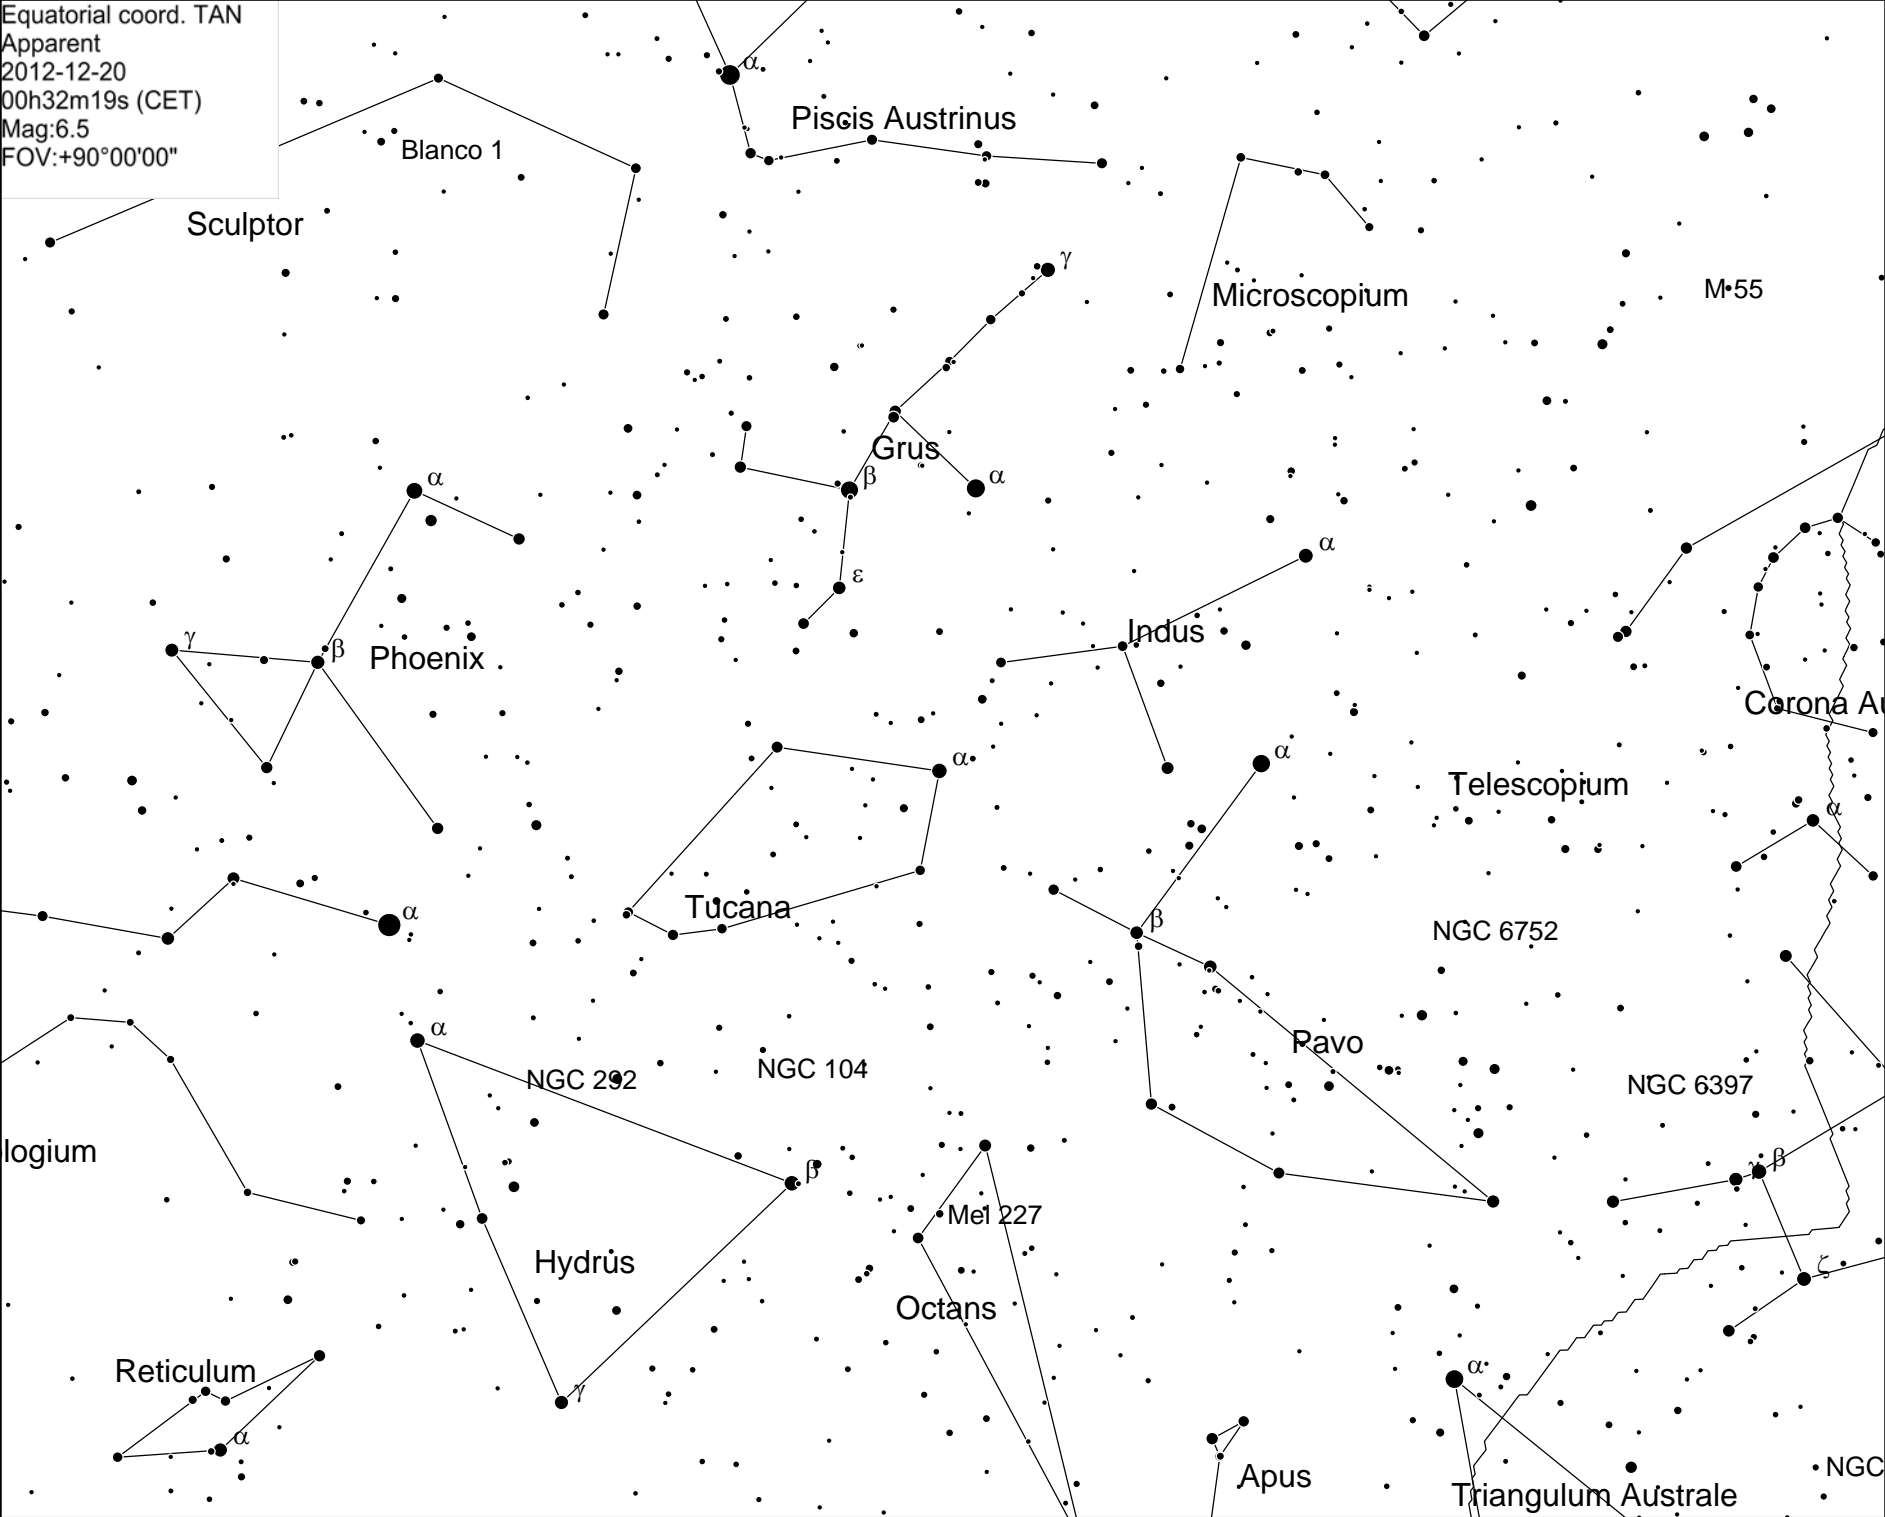 Equatorial coord. TAN
Apparent
2012-12-20
00h32m19s (CET)
Mag:6.5
FOV:+90°00'00"
α
Piscis Austrinus
Blanco 1
Sculptor
γ
Microscopium
M 55
Grus
β
α
α
ε
α
Indus
γ
β
Phoenix
Corona Au
α
α
Telescopium
α
Tucana
α
β
NGC 6752
α
Pavo
NGC 292
NGC 104
NGC 6397
logium
β
γ
β
Mel 227
Hydrus
ζ
Octans
Reticulum
α
γ
α
Apus
NGC
Triangulum Australe